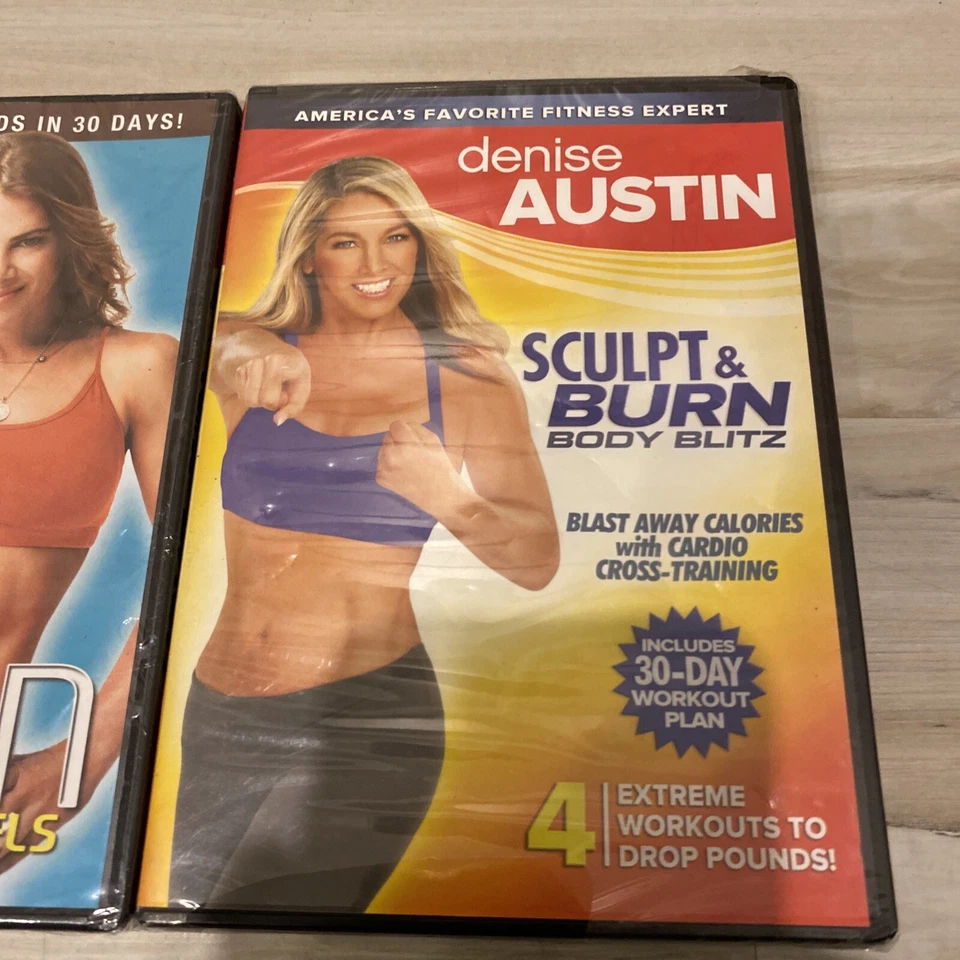 DS IN 30 DAYS!
N
ELS
AMERICA'S FAVORITE FITNESS EXPERT
denise
AUSTIN
SCULPT &
BURN
BODY BLITZ
BLAST AWAY CALORIES
with CARDIO
CROSS-TRAINING
INCLUDES
30-DAY
WORKOUT
PLAN
4 EXTREME
WORKOUTS TO
DROP POUNDS!